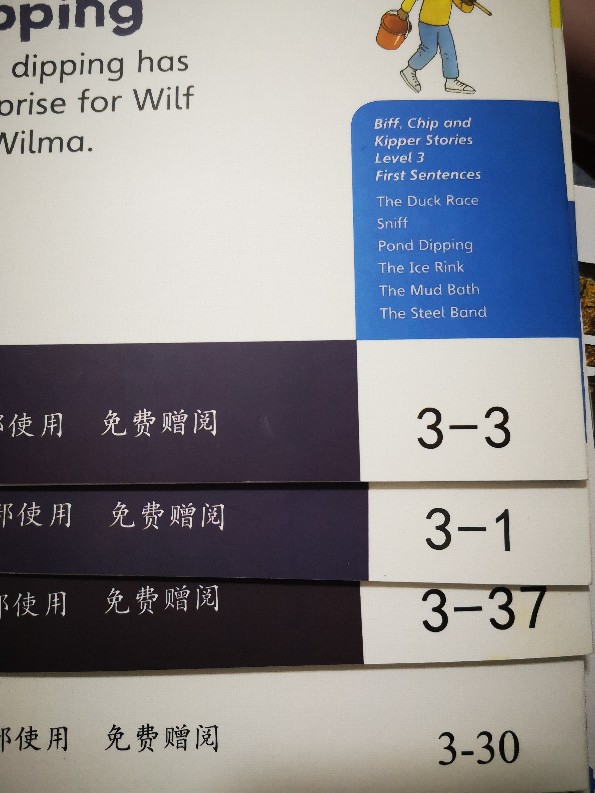 pping
dipping has
prise for Wilf
Wilma.
Biff, Chip and
Kipper Stories
Level 3
First Sentences
The Duck Race
Sniff
Pond Dipping
The Ice Rink
The Mud Bath
The Steel Band
部使用 免费赠阅 3-3
部使用 免费赠阅 3-1
部使用 免费赠阅 3-37
部使用 免费赠阅 3-30